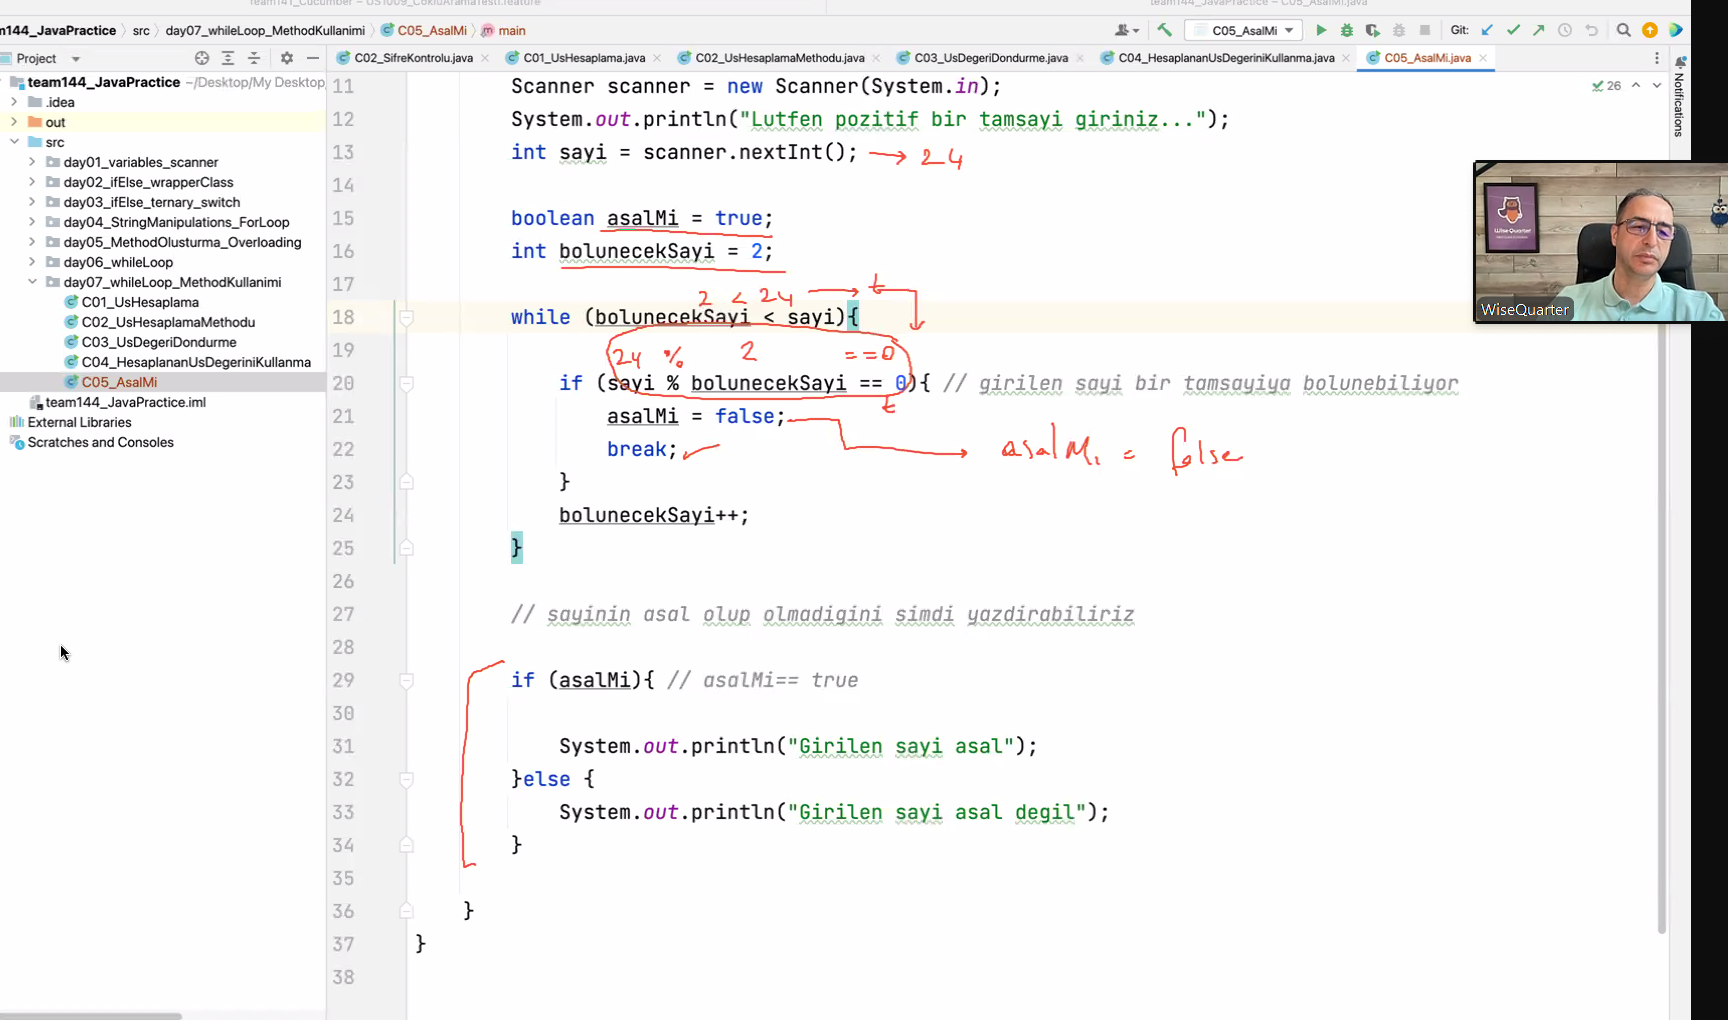 team141_Cucumber – US1009_CokluAramaTesti.feature
team144_JavaPractice – C05_AsalMi.java
m144_JavaPractice src day07_whileLoop_MethodKullanimi C05_AsalMi main
C05_AsalMi
Git:
Project
C02_SifreKontrolu.java
C01_UsHesaplama.java
C02_UsHesaplamaMethodu.java
C03_UsDegeriDondurme.java
C04_HesaplananUsDegeriniKullanma.java
C05_AsalMi.java
team144_JavaPractice ~/Desktop/My Desktop
.idea
out
src
day01_variables_scanner
day02_ifElse_wrapperClass
day03_ifElse_ternary_switch
day04_StringManipulations_ForLoop
day05_MethodOlusturma_Overloading
day06_whileLoop
day07_whileLoop_MethodKullanimi
C01_UsHesaplama
C02_UsHesaplamaMethodu
C03_UsDegeriDondurme
C04_HesaplananUsDegeriniKullanma
C05_AsalMi
team144_JavaPractice.iml
External Libraries
Scratches and Consoles
26
Notifications
WiseQuarter
WiseQuarter
11 Scanner scanner = new Scanner(System.in);
12 System.out.println("Lutfen pozitif bir tamsayi giriniz...");
13 int sayi = scanner.nextInt(); → 24
14
15 boolean asalMi = true;
16 int bolunecekSayi = 2;
17
2 < 24 → t
18 while (bolunecekSayi < sayi){
19
24 % 2 ==0
20 if (sayi % bolunecekSayi == 0){ // girilen sayi bir tamsayiya bolunebiliyor
t
21 asalMi = false;
22 break;
asalMi = false
23 }
24 bolunecekSayi++;
25 }
26
27 // sayinin asal olup olmadigini simdi yazdirabiliriz
28
29 if (asalMi){ // asalMi== true
30
31 System.out.println("Girilen sayi asal");
32 }else {
33 System.out.println("Girilen sayi asal degil");
34 }
35
36 }
37 }
38